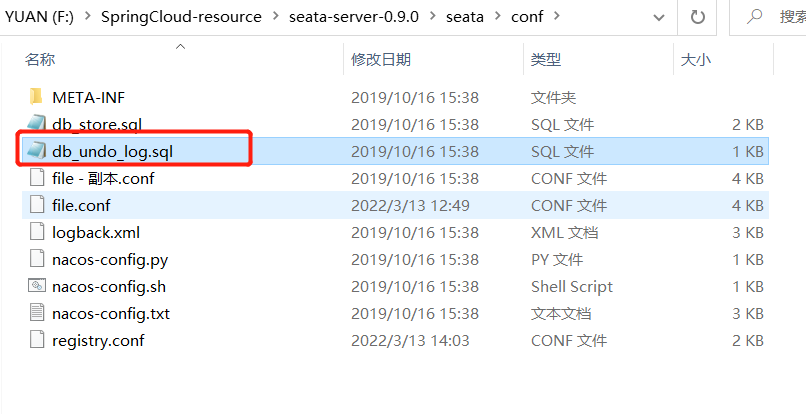 YUAN (F:) > SpringCloud-resource > seata-server-0.9.0 > seata > conf > 搜索
名称 修改日期 类型 大小
META-INF 2019/10/16 15:38 文件夹
db_store.sql 2019/10/16 15:38 SQL 文件 2 KB
db_undo_log.sql 2019/10/16 15:38 SQL 文件 1 KB
file - 副本.conf 2019/10/16 15:38 CONF 文件 4 KB
file.conf 2022/3/13 12:49 CONF 文件 4 KB
logback.xml 2019/10/16 15:38 XML 文档 3 KB
nacos-config.py 2019/10/16 15:38 PY 文件 1 KB
nacos-config.sh 2019/10/16 15:38 Shell Script 1 KB
nacos-config.txt 2019/10/16 15:38 文本文档 3 KB
registry.conf 2022/3/13 14:03 CONF 文件 2 KB